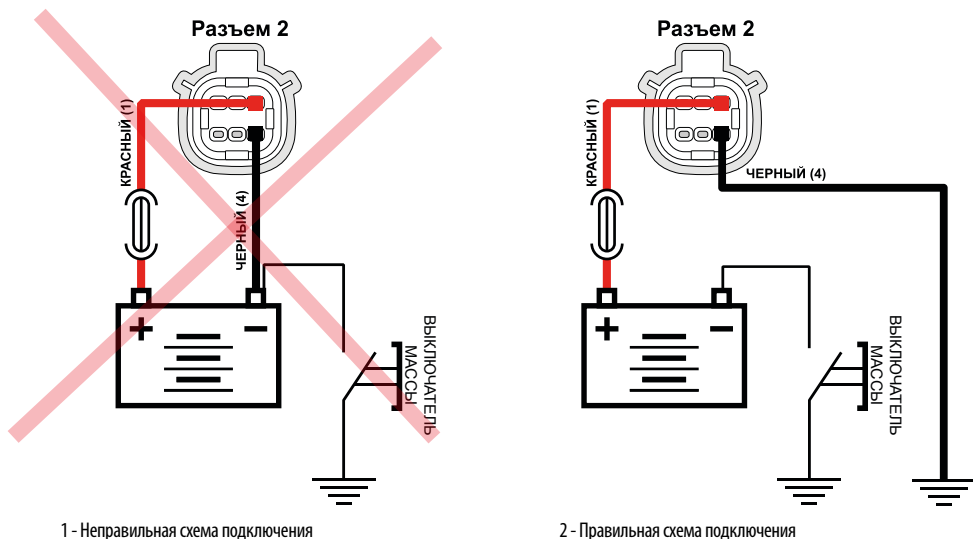 Разъем 2
КРАСНЫЙ (1)
ЧЕРНЫЙ (4)
+ −
ВЫКЛЮЧАТЕЛЬ
МАССЫ
1 - Неправильная схема подключения
Разъем 2
КРАСНЫЙ (1)
ЧЕРНЫЙ (4)
+ −
ВЫКЛЮЧАТЕЛЬ
МАССЫ
2 - Правильная схема подключения